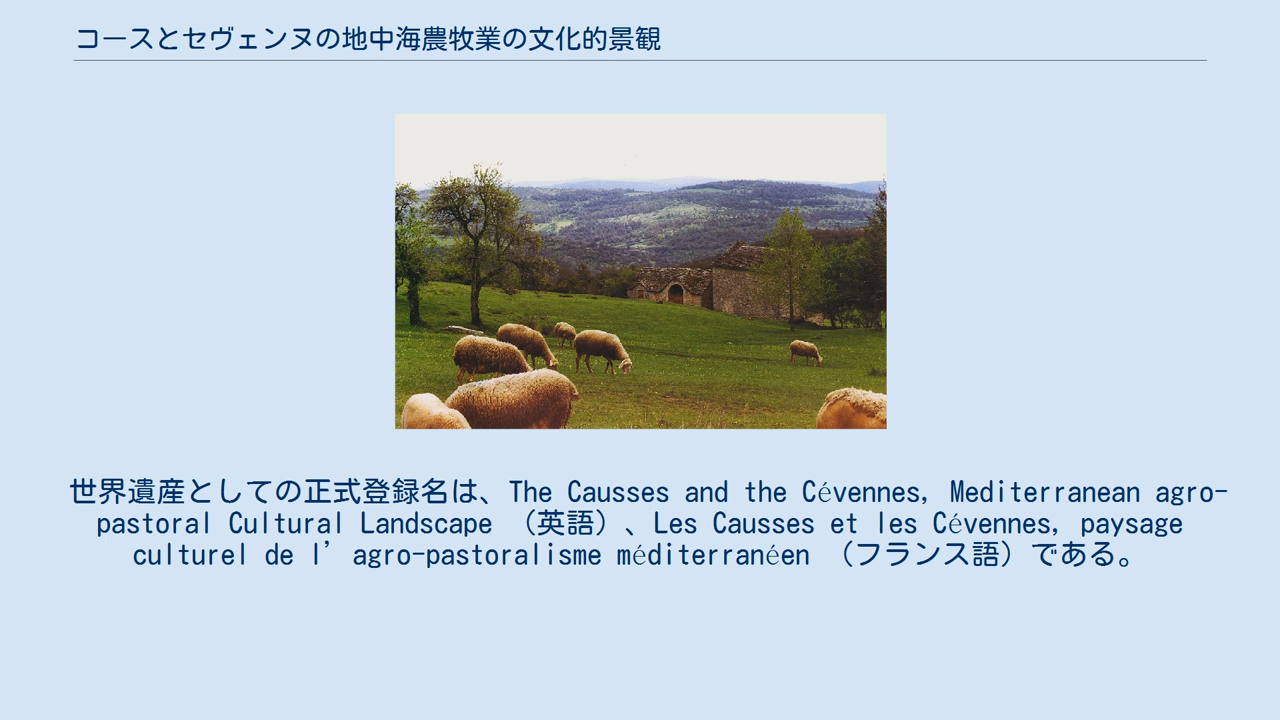 コースとセヴェンヌの地中海農牧業の文化的景観
世界遺産としての正式登録名は、The Causses and the Cévennes, Mediterranean agro-
pastoral Cultural Landscape （英語）、Les Causses et les Cévennes, paysage
culturel de l’agro-pastoralisme méditerranéen （フランス語）である。